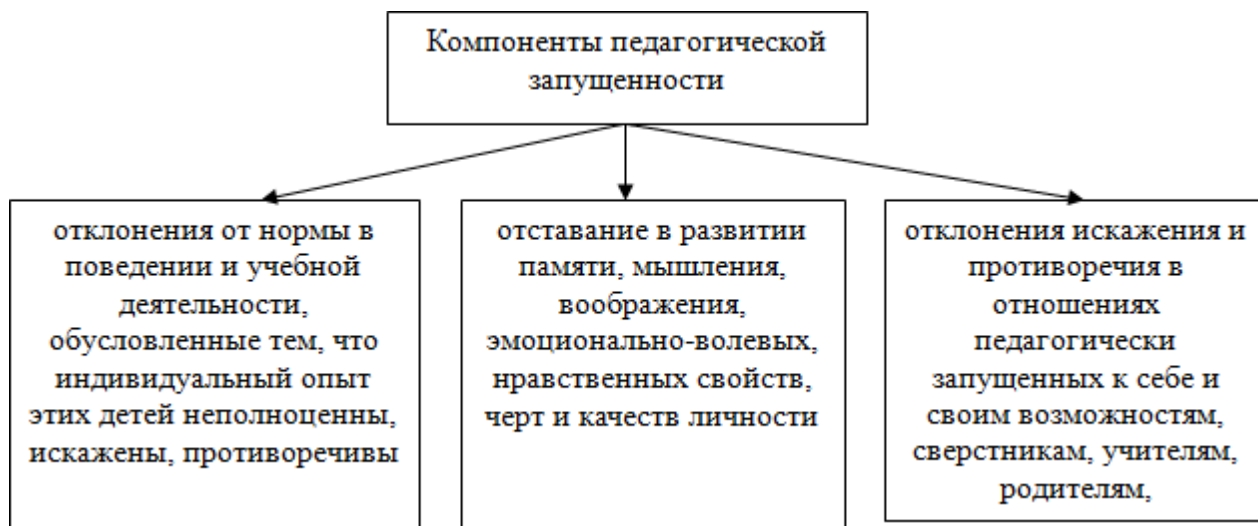 Компоненты педагогической
запущенности
отклонения от нормы в
поведении и учебной
деятельности,
обусловленные тем, что
индивидуальный опыт
этих детей неполноценны,
искажены, противоречивы
отставание в развитии
памяти, мышления,
воображения,
эмоционально-волевых,
нравственных свойств,
черт и качеств личности
отклонения искажения и
противоречия в
отношениях
педагогически
запущенных к себе и
своим возможностям,
сверстникам, учителям,
родителям,